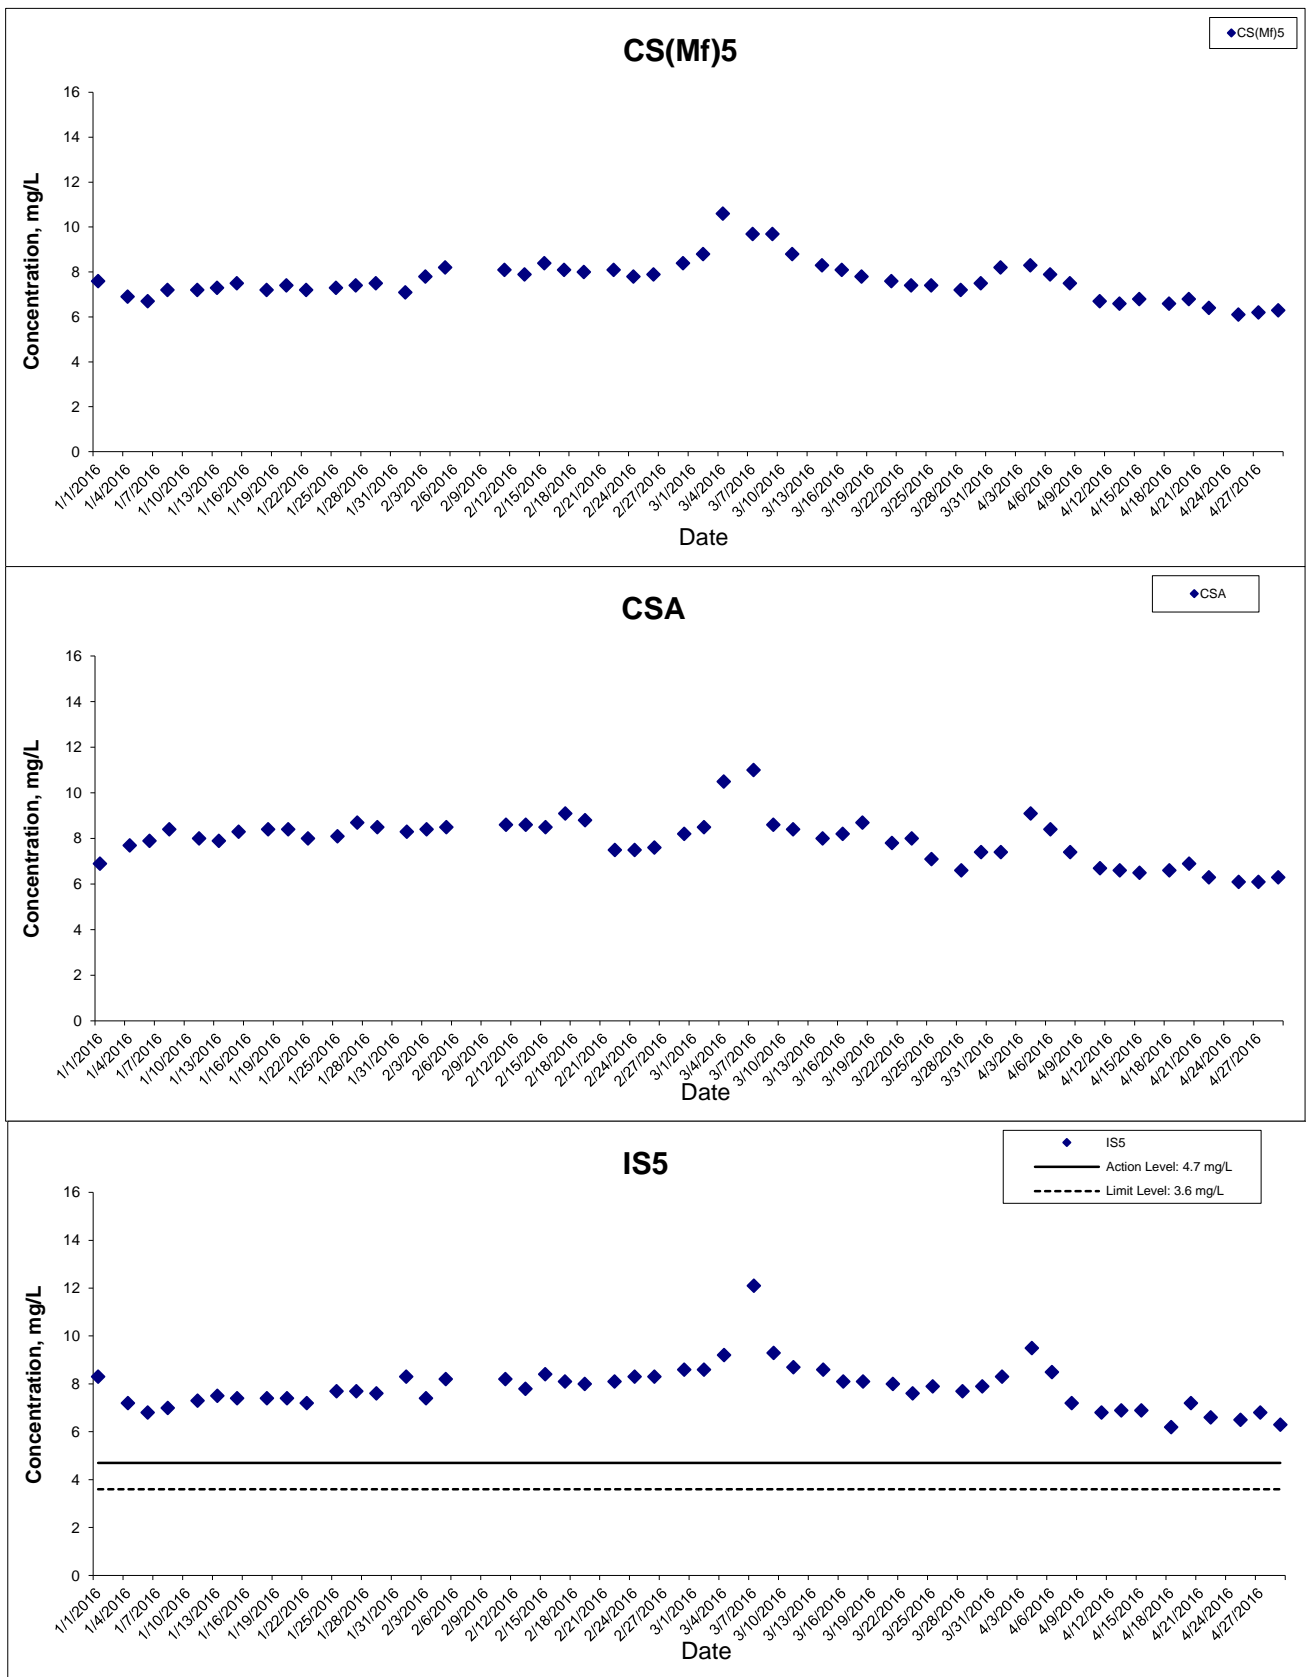 CS(Mf)5
CS(Mf)5
16
14
12
10
8
6
4
2
0
Concentration, mg/L
1/1/2016 1/4/2016 1/7/2016 1/10/2016 1/13/2016 1/16/2016 1/19/2016 1/22/2016 1/25/2016 1/28/2016 1/31/2016 2/3/2016 2/6/2016 2/9/2016 2/12/2016 2/15/2016 2/18/2016 2/21/2016 2/24/2016 2/27/2016 3/1/2016 3/4/2016 3/7/2016 3/10/2016 3/13/2016 3/16/2016 3/19/2016 3/22/2016 3/25/2016 3/28/2016 3/31/2016 4/3/2016 4/6/2016 4/9/2016 4/12/2016 4/15/2016 4/18/2016 4/21/2016 4/24/2016 4/27/2016
Date
CSA
CSA
16
14
12
10
8
6
4
2
0
Concentration, mg/L
1/1/2016 1/4/2016 1/7/2016 1/10/2016 1/13/2016 1/16/2016 1/19/2016 1/22/2016 1/25/2016 1/28/2016 1/31/2016 2/3/2016 2/6/2016 2/9/2016 2/12/2016 2/15/2016 2/18/2016 2/21/2016 2/24/2016 2/27/2016 3/1/2016 3/4/2016 3/7/2016 3/10/2016 3/13/2016 3/16/2016 3/19/2016 3/22/2016 3/25/2016 3/28/2016 3/31/2016 4/3/2016 4/6/2016 4/9/2016 4/12/2016 4/15/2016 4/18/2016 4/21/2016 4/24/2016 4/27/2016
Date
IS5
IS5
Action Level: 4.7 mg/L
Limit Level: 3.6 mg/L
16
14
12
10
8
6
4
2
0
Concentration, mg/L
1/1/2016 1/4/2016 1/7/2016 1/10/2016 1/13/2016 1/16/2016 1/19/2016 1/22/2016 1/25/2016 1/28/2016 1/31/2016 2/3/2016 2/6/2016 2/9/2016 2/12/2016 2/15/2016 2/18/2016 2/21/2016 2/24/2016 2/27/2016 3/1/2016 3/4/2016 3/7/2016 3/10/2016 3/13/2016 3/16/2016 3/19/2016 3/22/2016 3/25/2016 3/28/2016 3/31/2016 4/3/2016 4/6/2016 4/9/2016 4/12/2016 4/15/2016 4/18/2016 4/21/2016 4/24/2016 4/27/2016
Date